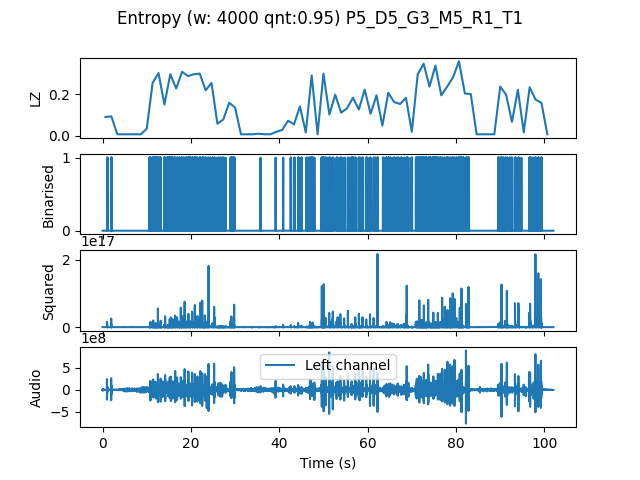 Entropy (w: 4000 qnt:0.95) P5_D5_G3_M5_R1_T1
LZ
0.2
0.0
Binarised
1
0
1e17
Squared
2
0
1e8
Audio
5
0
−5
Left channel
0 20 40 60 80 100
Time (s)